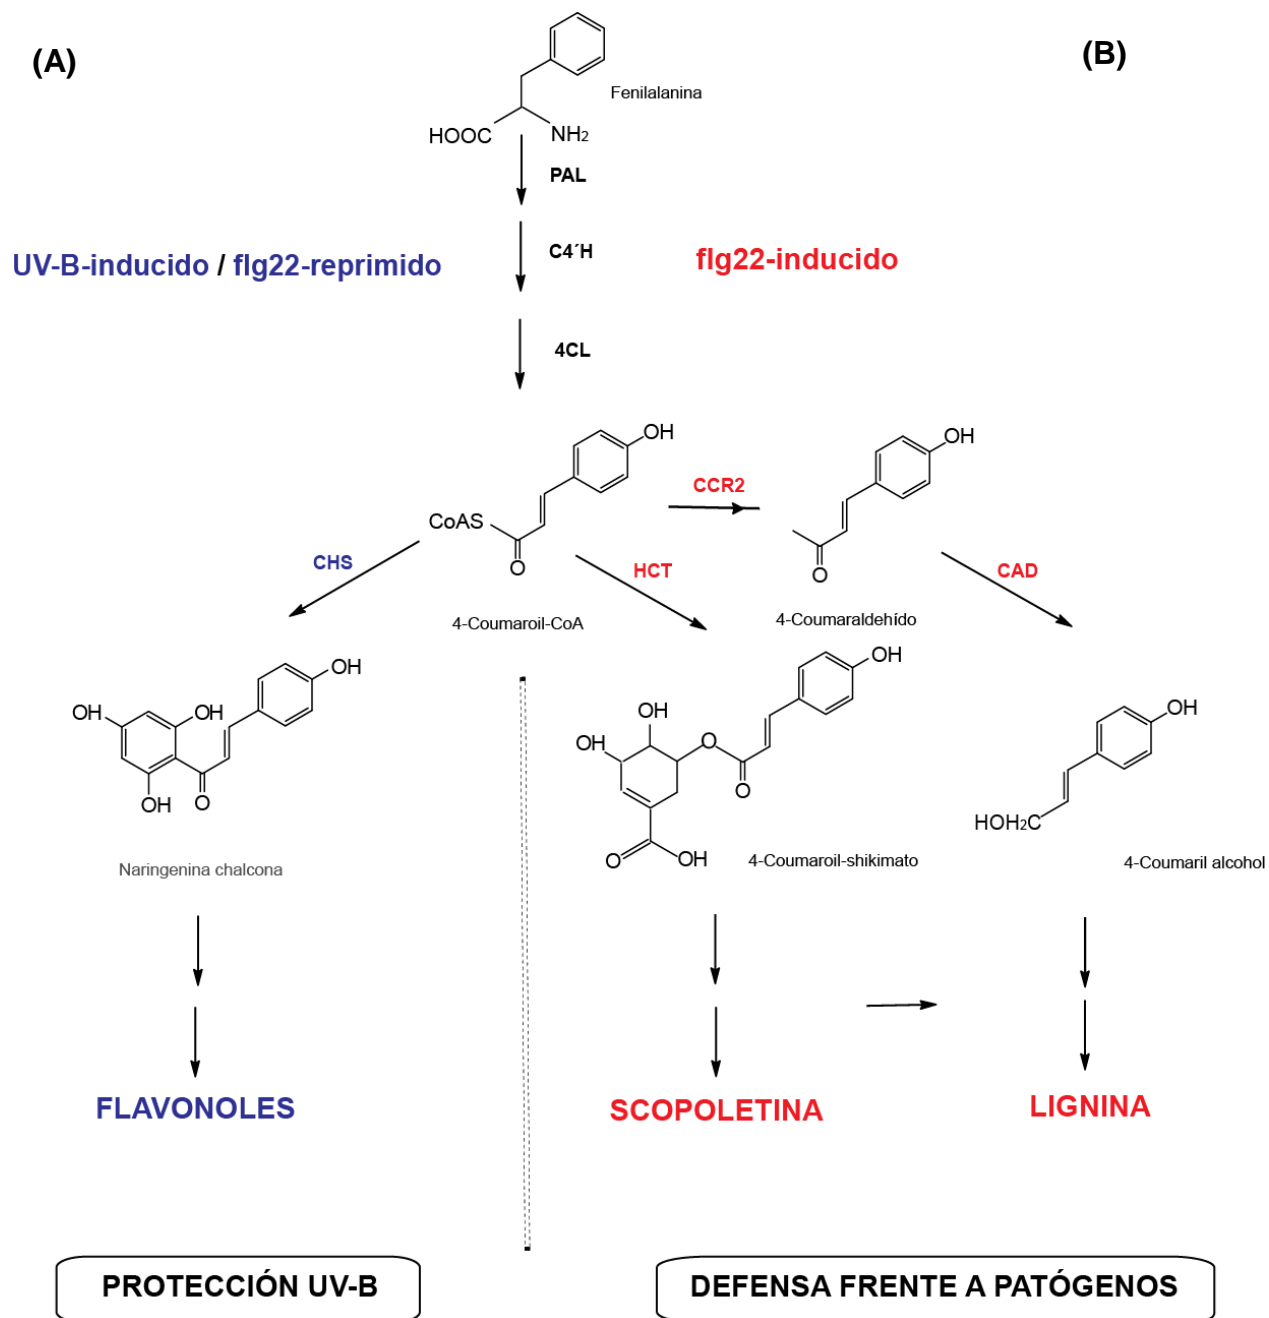 (A)
(B)
Fenilalanina
HOOC
NH2
PAL
C4´H
UV-B-inducido / flg22-reprimido
flg22-inducido
4CL
OH
OH
CCR2
CoAS
O
O
CHS
HCT
CAD
4-Coumaroil-CoA
4-Coumaraldehído
OH
OH
OH
OH
O
OH
OH
O
O
OH
OH
HOH2C
O
OH
Naringenina chalcona
4-Coumaroil-shikimato
4-Coumaril alcohol
FLAVONOLES
SCOPOLETINA
LIGNINA
PROTECCIÓN UV-B
DEFENSA FRENTE A PATÓGENOS